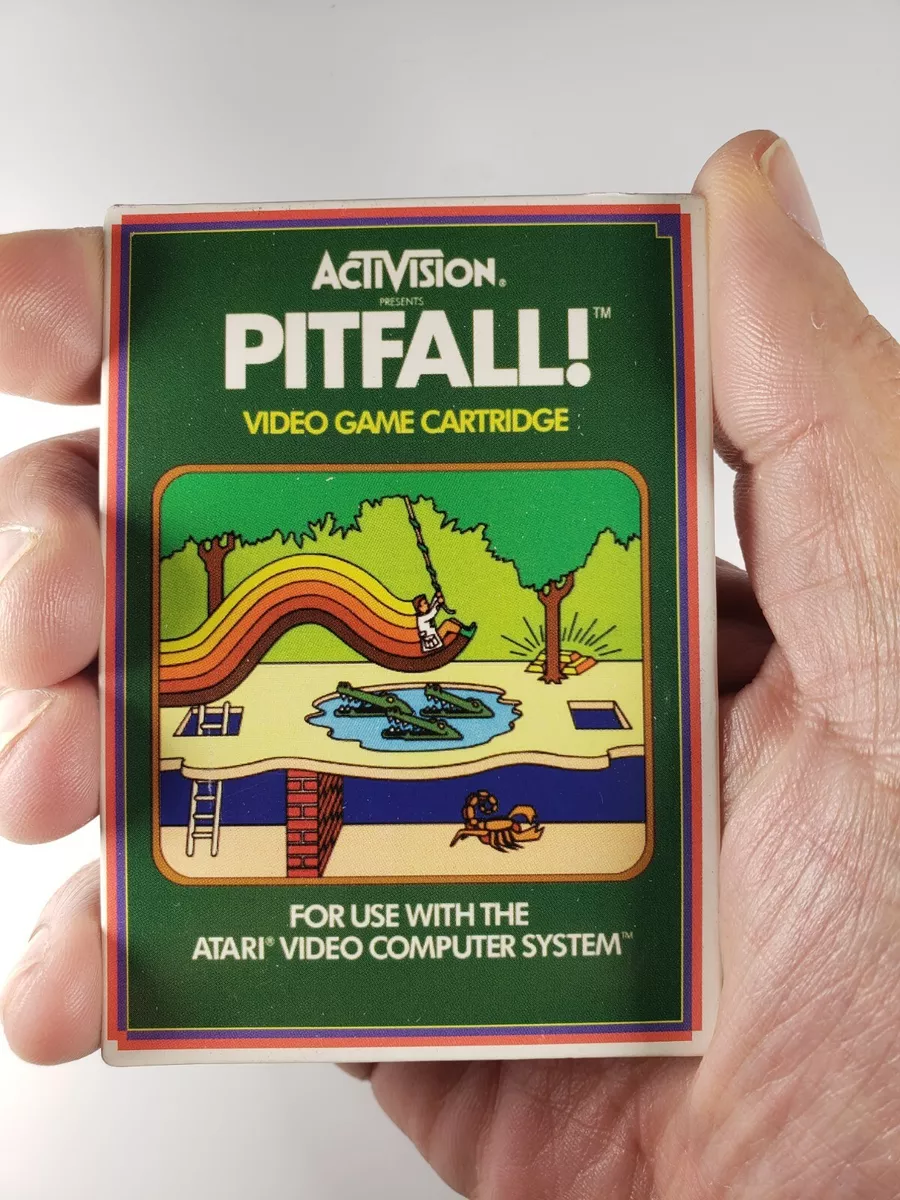 ACTIVISION®
PRESENTS
PITFALL!™
VIDEO GAME CARTRIDGE
FOR USE WITH THE
ATARI® VIDEO COMPUTER SYSTEM™